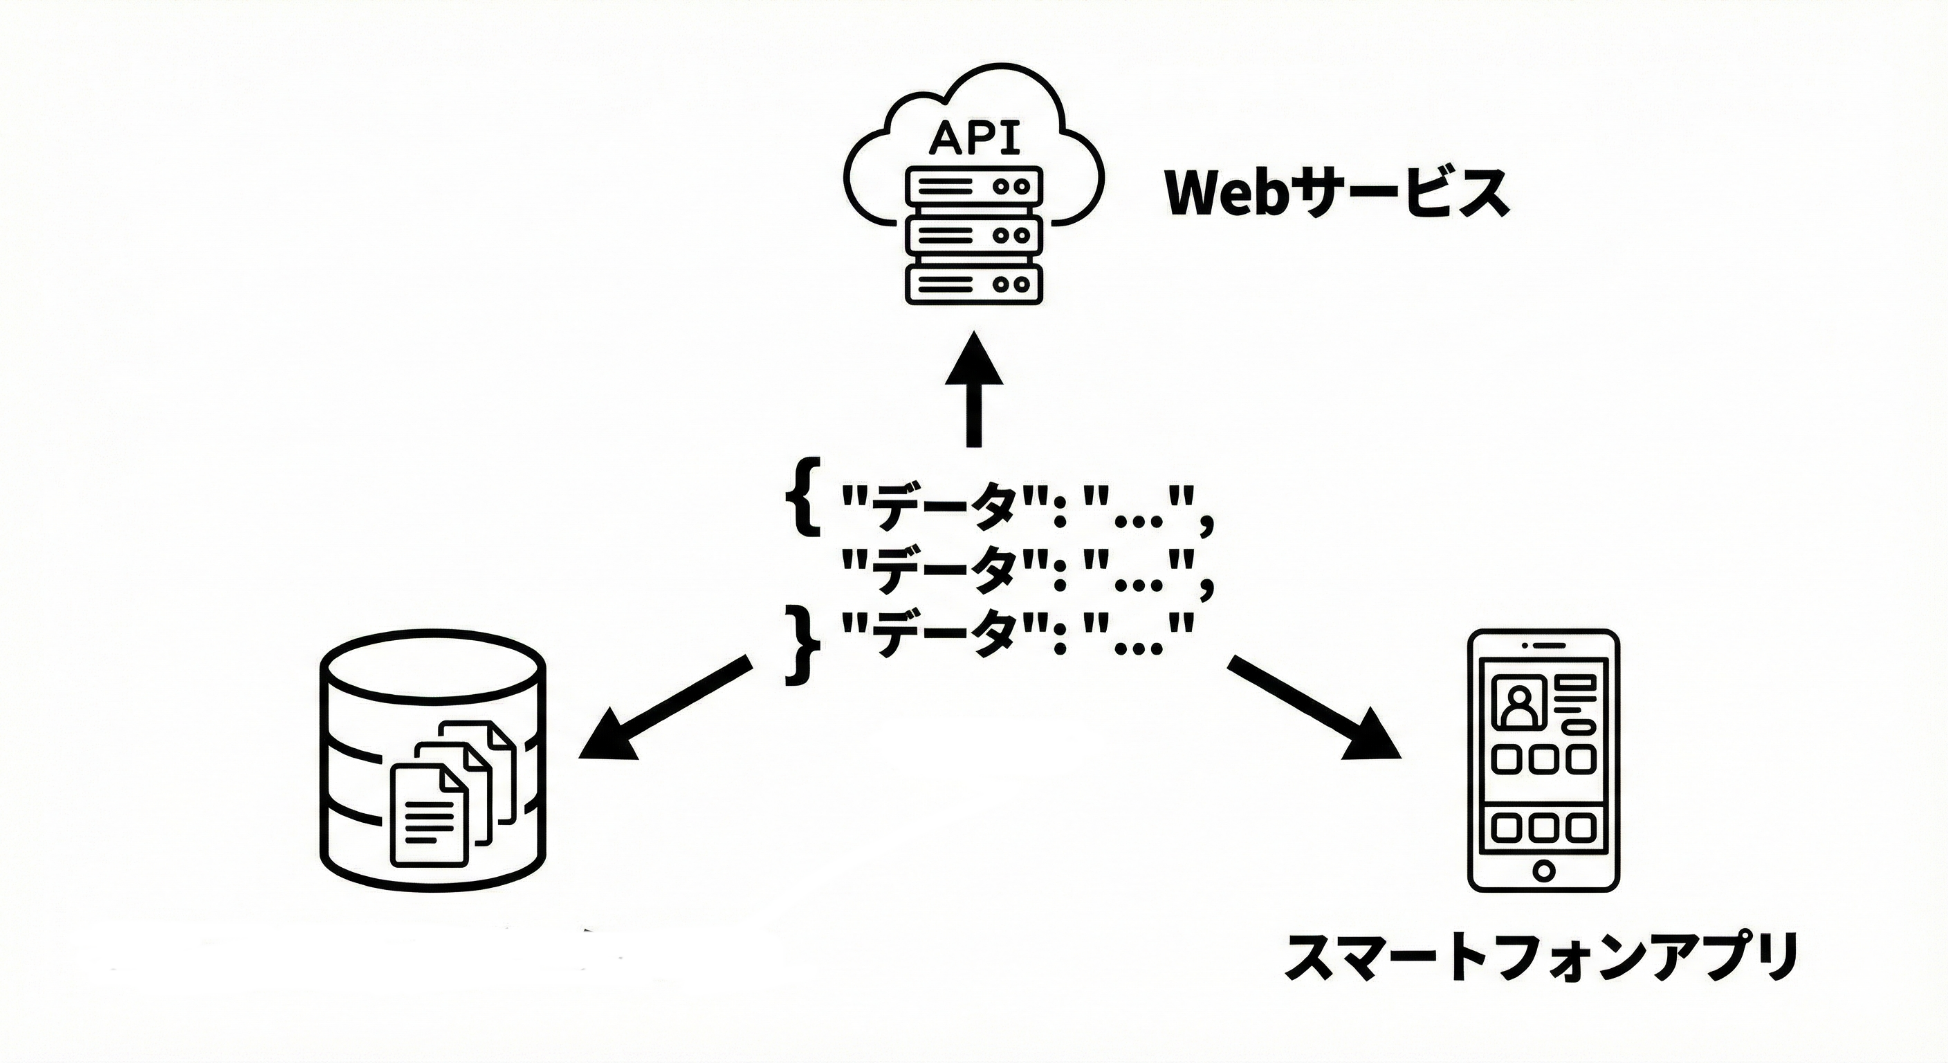 API
Webサービス
{ "データ": "...",
"データ": "...",
} "データ": "..."
スマートフォンアプリ